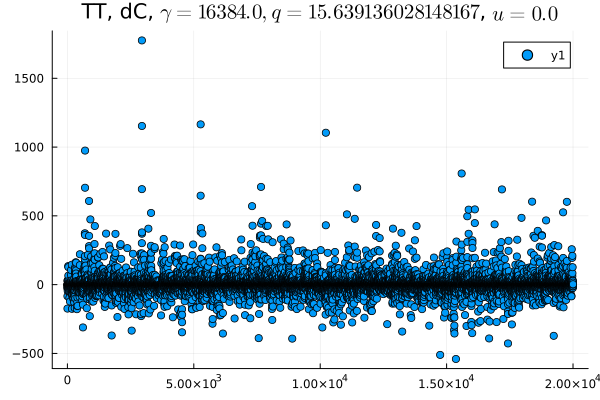 TT, dC, γ = 16384.0, q = 15.639136028148167, u = 0.0
y1
1500
1000
500
0
−500
0 5.00×10³ 1.00×10⁴ 1.50×10⁴ 2.00×10⁴